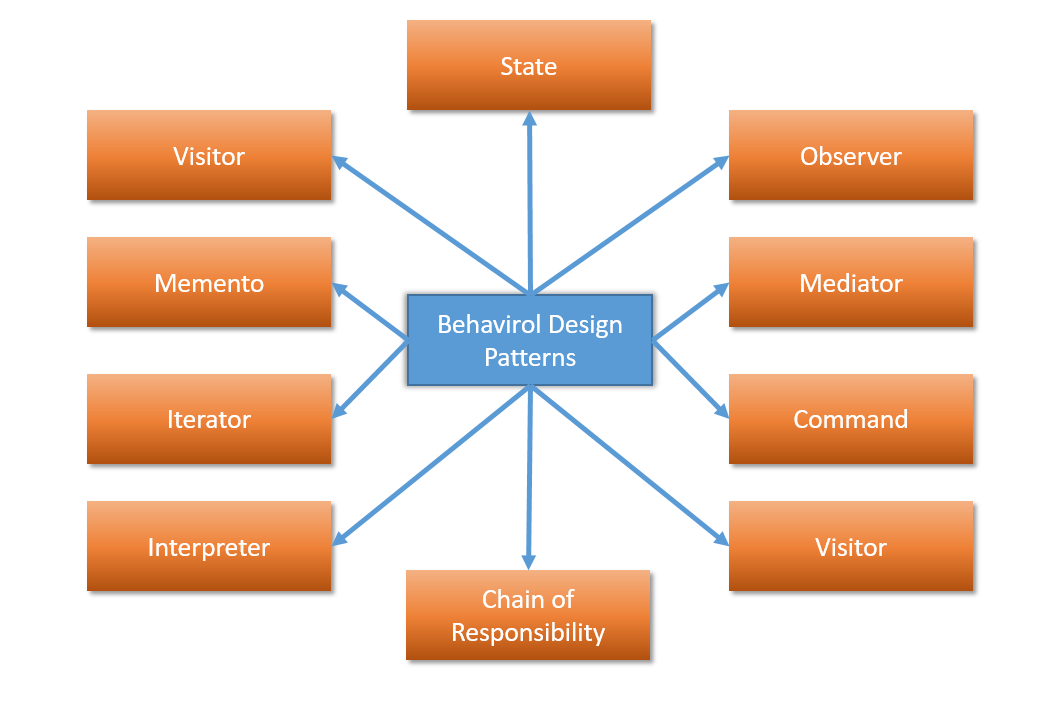 State
Visitor
Observer
Memento
Mediator
Behavirol Design
Patterns
Iterator
Command
Interpreter
Visitor
Chain of
Responsibility